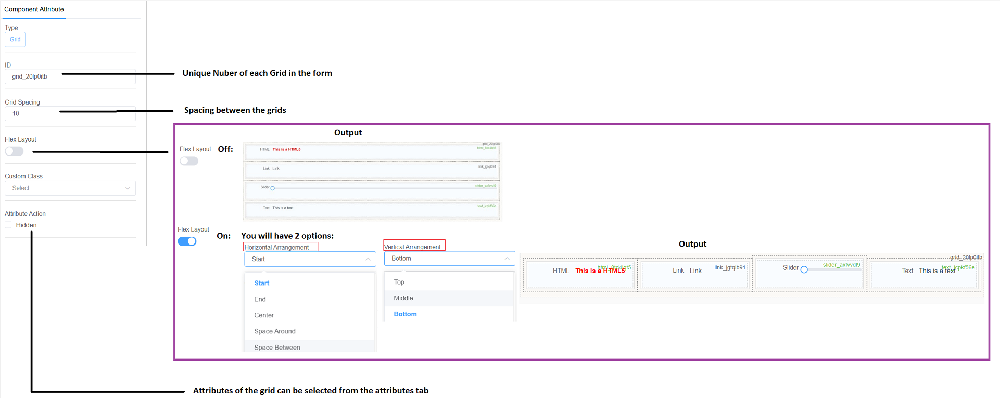 Component Attribute
Type
Grid
ID
grid_20lp0itb
Unique Nuber of each Grid in the form
Grid Spacing
10
Spacing between the grids
Flex Layout
Custom Class
Select
Attribute Action
Hidden
Output
Flex Layout Off:
grid_20lp0itb
HTML This is a HTML5 html_8td4jqt5
Link Link link_jgtqlb91
Slider slider_axfvvdl9
Text This is a text text_jcpkf56e
Flex Layout On: You will have 2 options:
Horizontal Arrangement
Start
Start
End
Center
Space Around
Space Between
Vertical Arrangement
Bottom
Top
Middle
Bottom
Output
grid_20lp0itb
HTML This is a HTML5 html_8td4jqt5
Link Link link_jgtqlb91
Slider slider_axfvvdl9
Text This is a text text_jcpkf56e
Attributes of the grid can be selected from the attributes tab